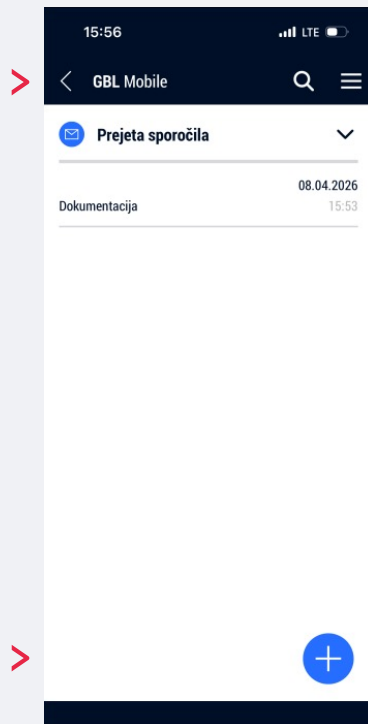 15:56 LTE
> GBL Mobile
Prejeta sporočila
08.04.2026
Dokumentacija 15:53
>